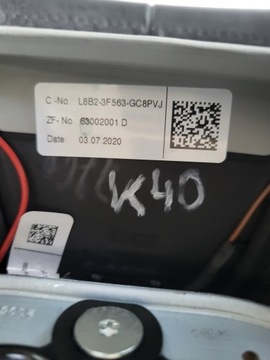 C.-No: L8B2-3F563-GC8PVJ
ZF- No: 63002001 D
Date: 03.07.2020
K40